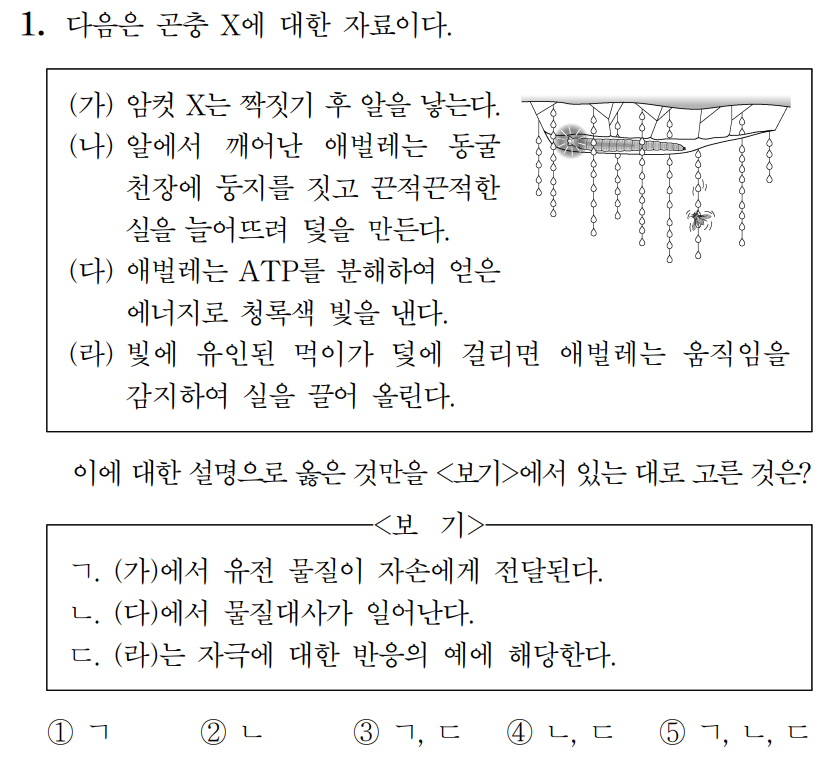 1. 다음은 곤충 X에 대한 자료이다.
(가) 암컷 X는 짝짓기 후 알을 낳는다.
(나) 알에서 깨어난 애벌레는 동굴
천장에 둥지를 짓고 끈적끈적한
실을 늘어뜨려 덫을 만든다.
(다) 애벌레는 ATP를 분해하여 얻은
에너지로 청록색 빛을 낸다.
(라) 빛에 유인된 먹이가 덫에 걸리면 애벌레는 움직임을
감지하여 실을 끌어 올린다.
이에 대한 설명으로 옳은 것만을 <보기>에서 있는 대로 고른 것은?
<보 기>
ㄱ. (가)에서 유전 물질이 자손에게 전달된다.
ㄴ. (다)에서 물질대사가 일어난다.
ㄷ. (라)는 자극에 대한 반응의 예에 해당한다.
① ㄱ ② ㄴ ③ ㄱ, ㄷ ④ ㄴ, ㄷ ⑤ ㄱ, ㄴ, ㄷ